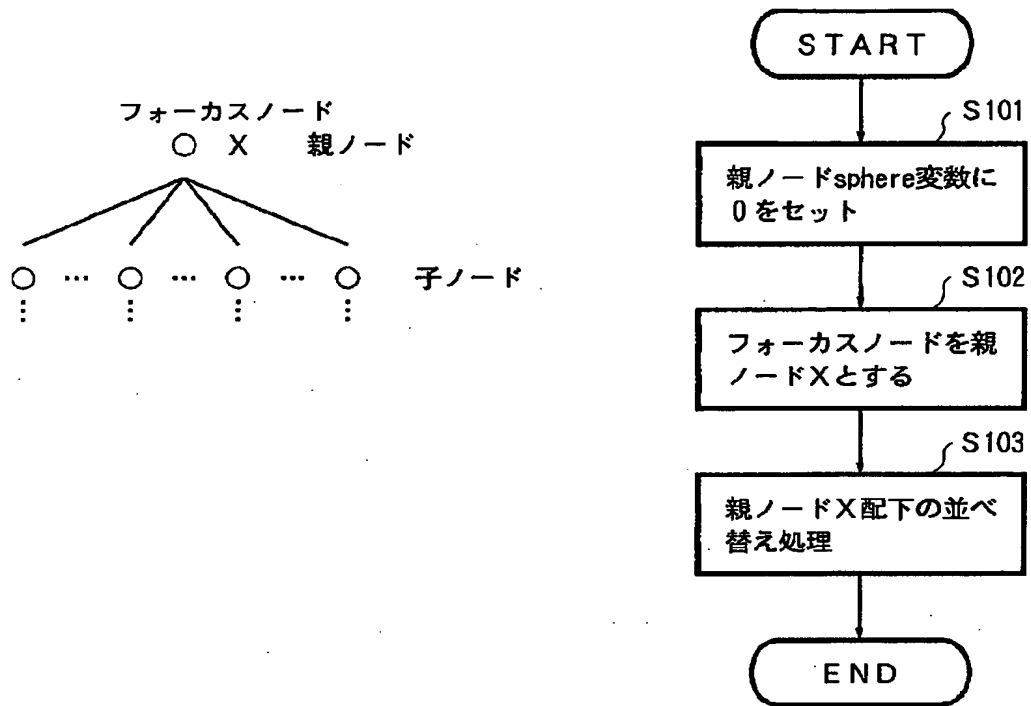 フォーカスノード
○ X 親ノード
○ … ○ … ○ … ○ 子ノード
START
S101
親ノードsphere変数に
0をセット
S102
フォーカスノードを親
ノードXとする
S103
親ノードX配下の並べ
替え処理
END